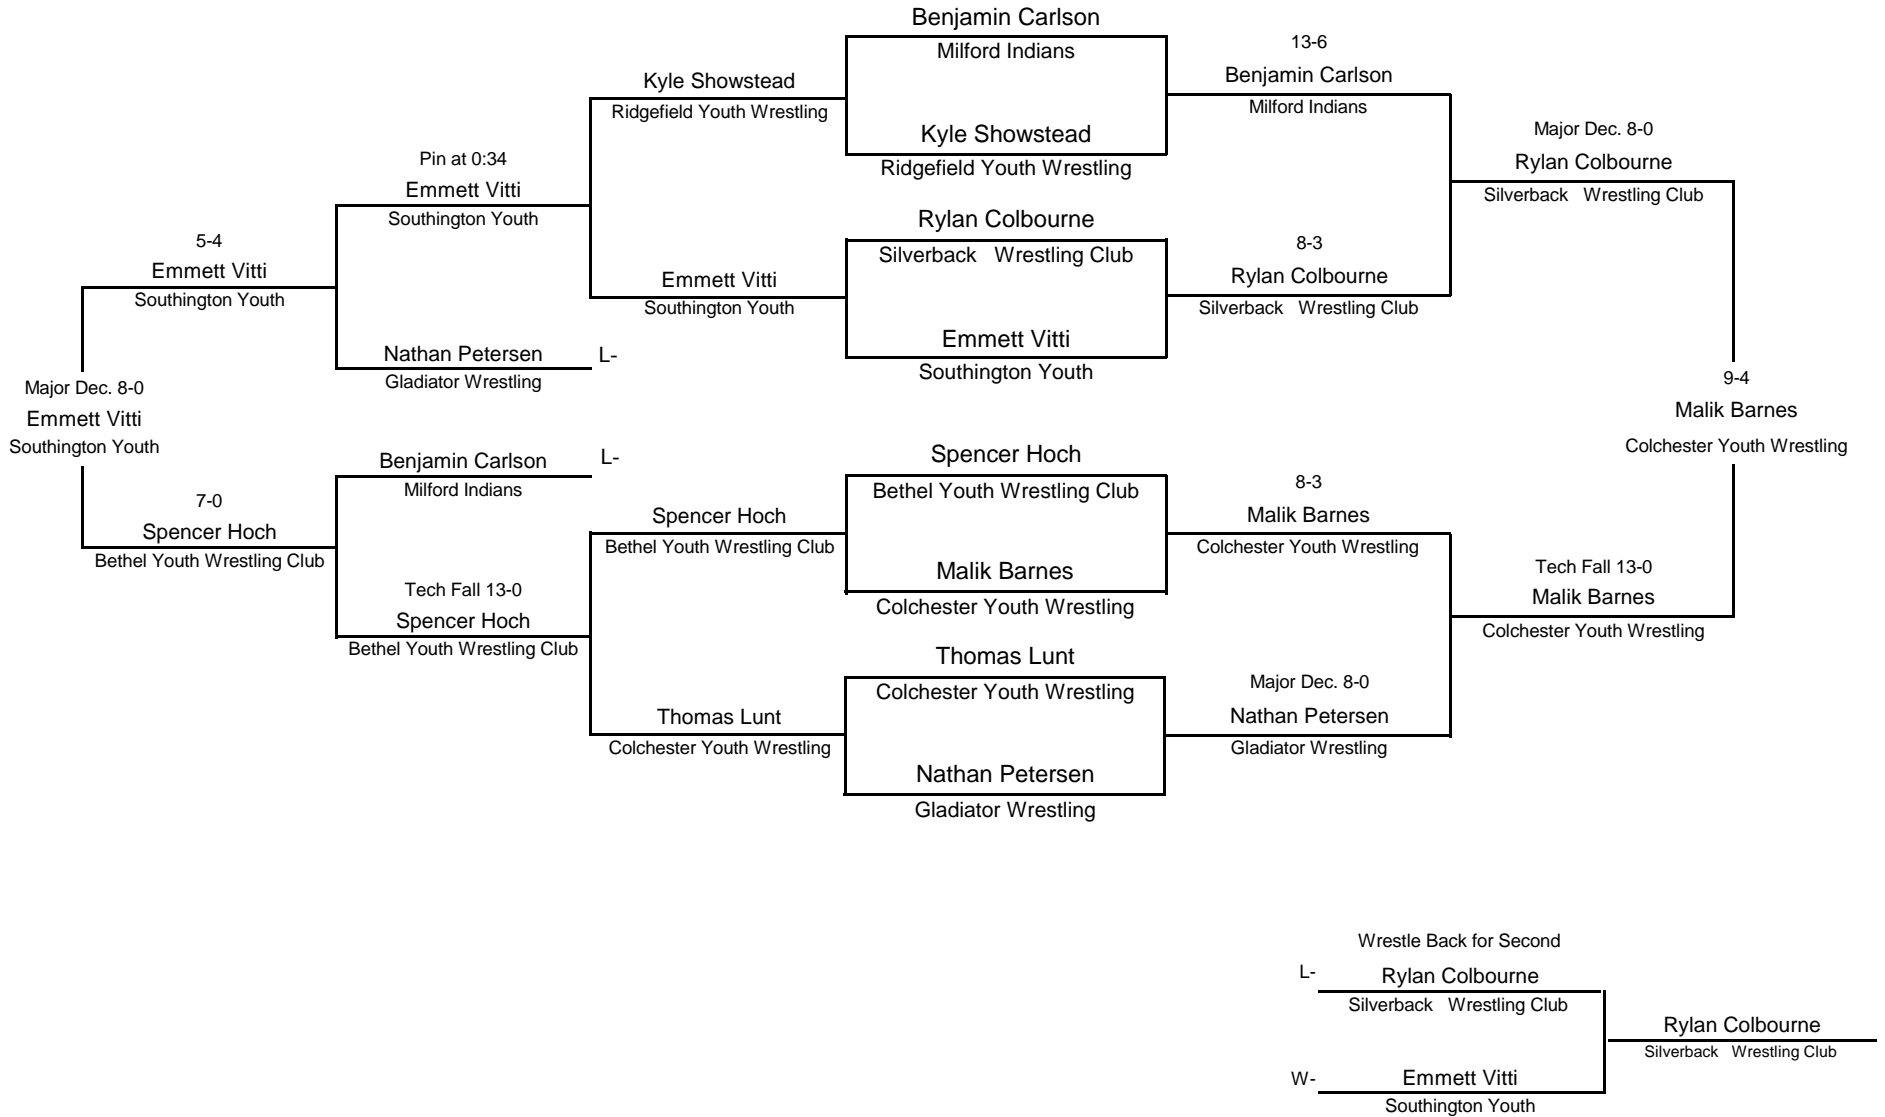 Benjamin Carlson
Milford Indians
13-6
Benjamin Carlson
Milford Indians
Kyle Showstead
Ridgefield Youth Wrestling
Kyle Showstead
Ridgefield Youth Wrestling
Major Dec. 8-0
Rylan Colbourne
Silverback Wrestling Club
Pin at 0:34
Emmett Vitti
Southington Youth
Rylan Colbourne
Silverback Wrestling Club
8-3
Rylan Colbourne
Silverback Wrestling Club
5-4
Emmett Vitti
Southington Youth
Emmett Vitti
Southington Youth
Emmett Vitti
Southington Youth
Nathan Petersen L-
Gladiator Wrestling
Major Dec. 8-0
Emmett Vitti
Southington Youth
9-4
Malik Barnes
Colchester Youth Wrestling
Benjamin Carlson L-
Milford Indians
Spencer Hoch
Bethel Youth Wrestling Club
8-3
Malik Barnes
Colchester Youth Wrestling
7-0
Spencer Hoch
Bethel Youth Wrestling Club
Spencer Hoch
Bethel Youth Wrestling Club
Malik Barnes
Colchester Youth Wrestling
Tech Fall 13-0
Malik Barnes
Colchester Youth Wrestling
Tech Fall 13-0
Spencer Hoch
Bethel Youth Wrestling Club
Thomas Lunt
Colchester Youth Wrestling
Major Dec. 8-0
Nathan Petersen
Gladiator Wrestling
Thomas Lunt
Colchester Youth Wrestling
Nathan Petersen
Gladiator Wrestling
Wrestle Back for Second
L- Rylan Colbourne
Silverback Wrestling Club
Rylan Colbourne
Silverback Wrestling Club
W- Emmett Vitti
Southington Youth